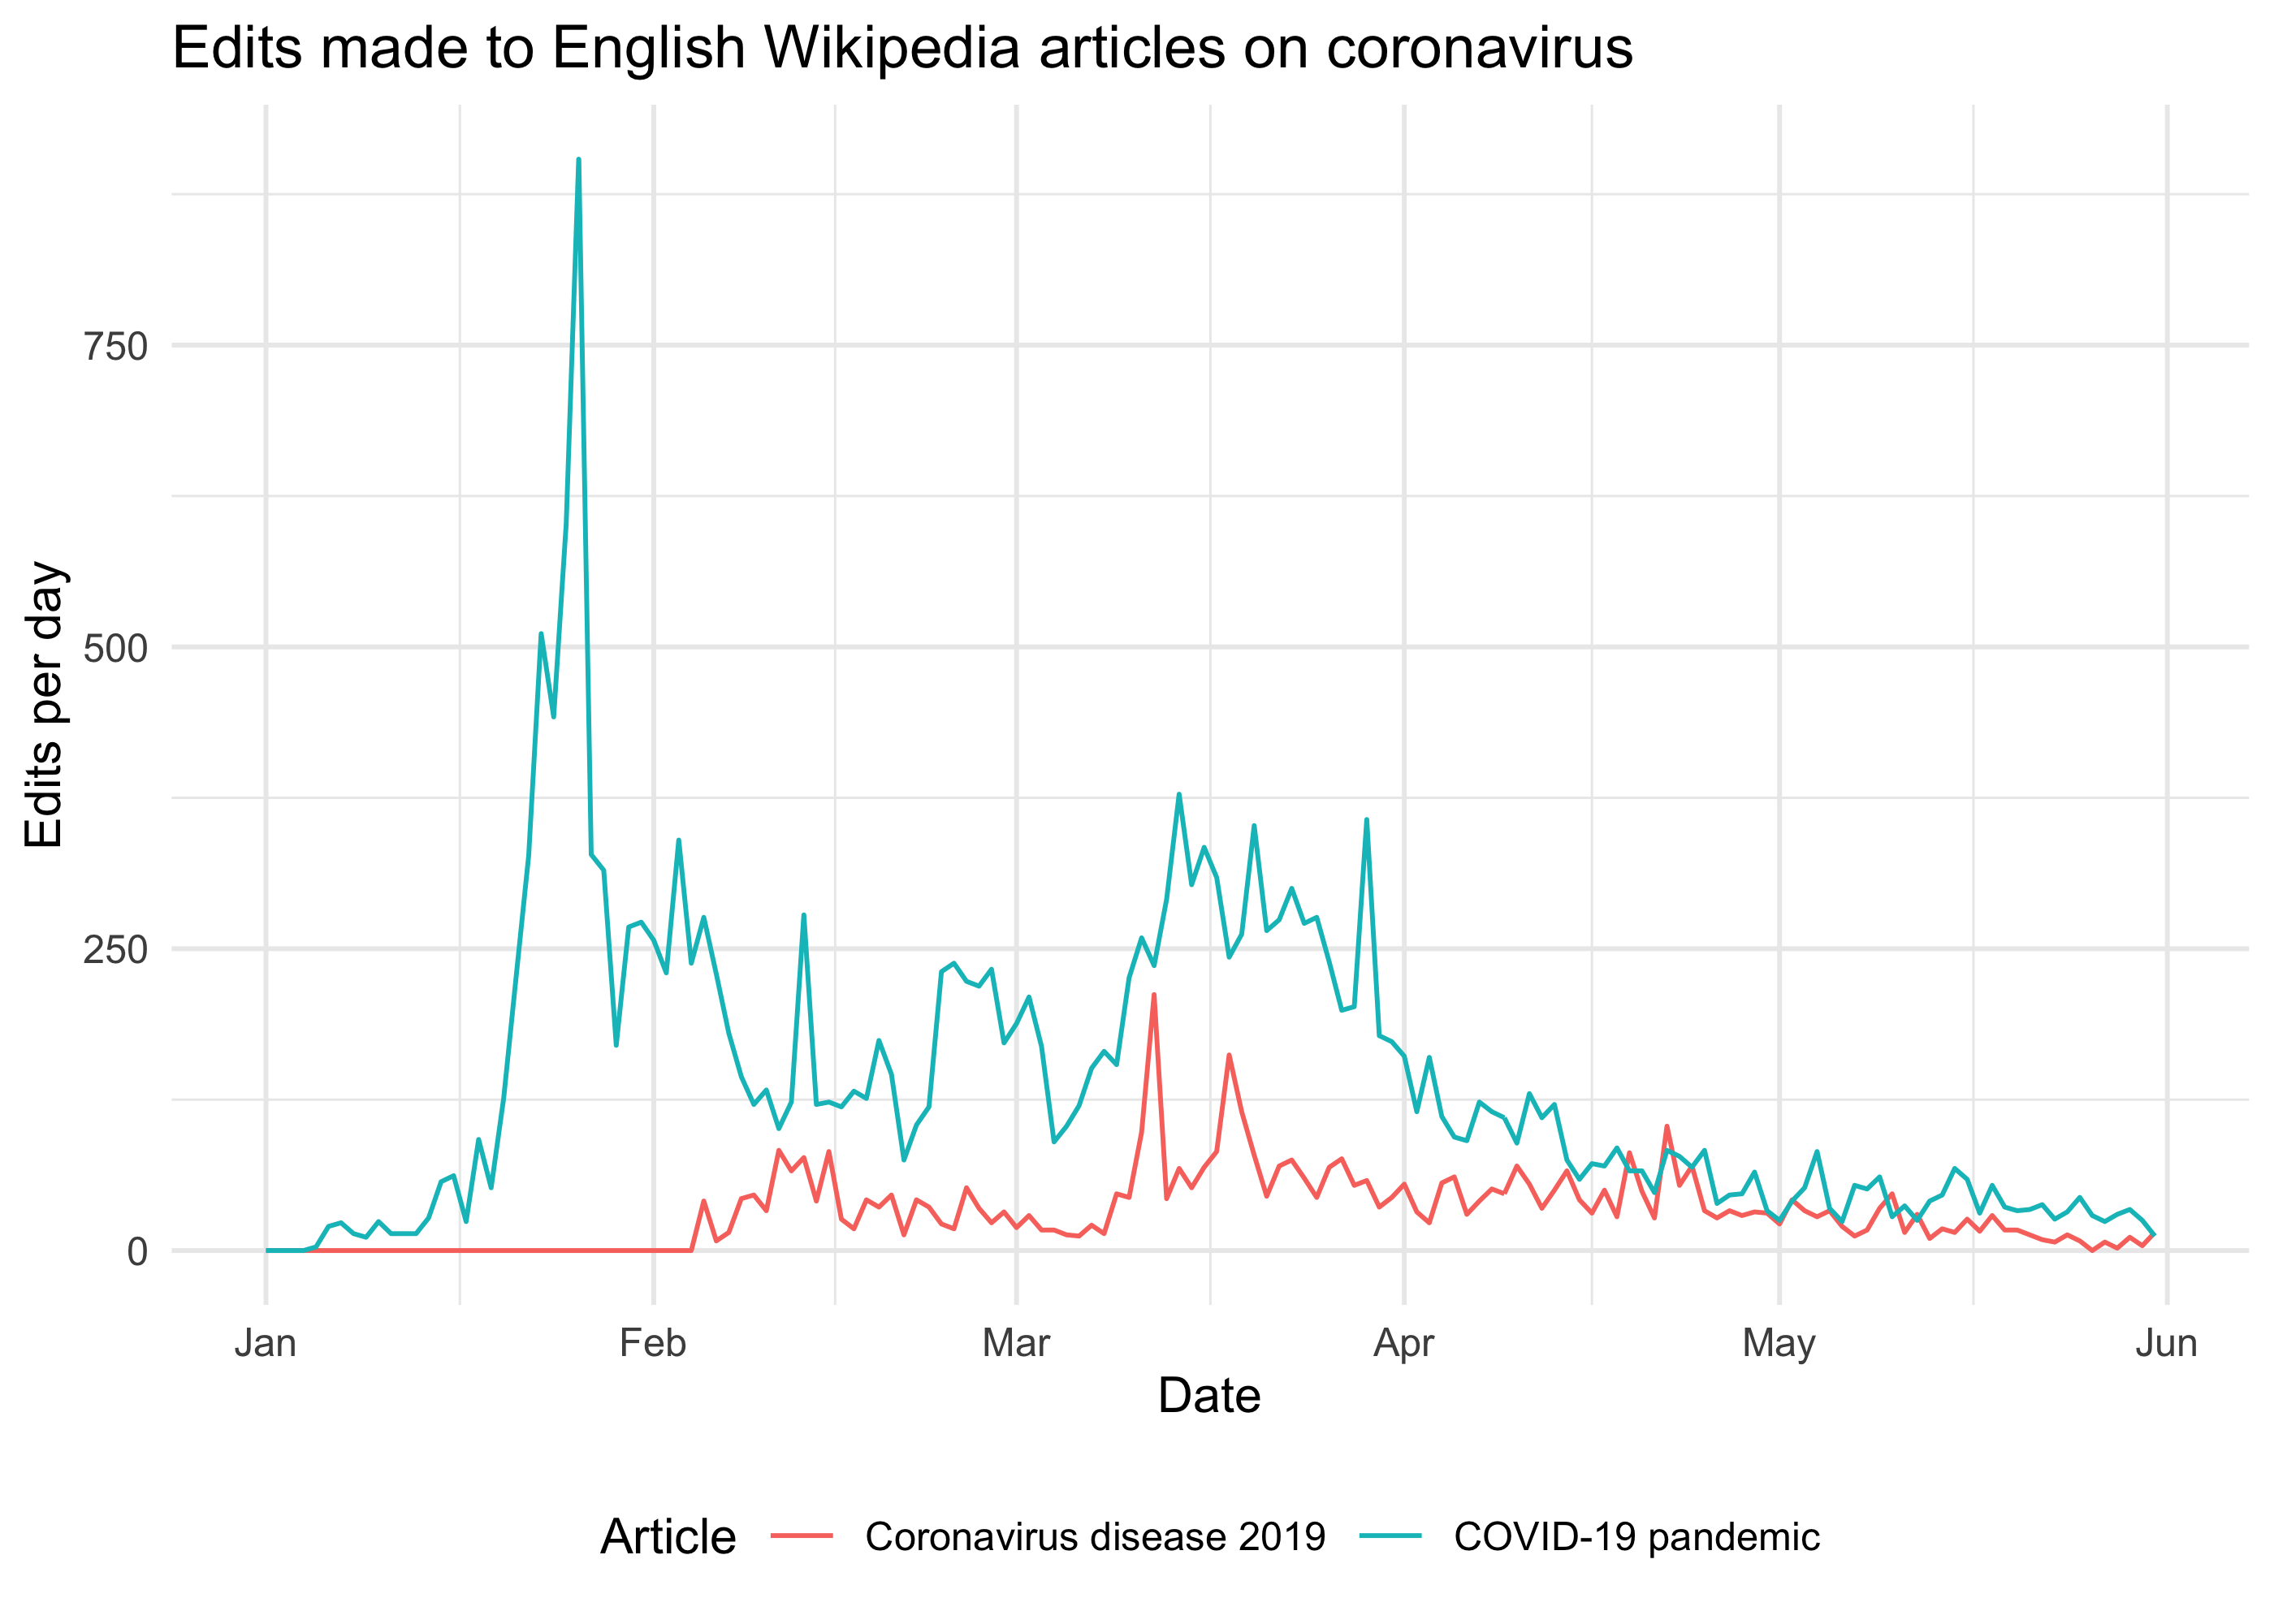 Edits made to English Wikipedia articles on coronavirus
Edits per day
750
500
250
0
Jan Feb Mar Apr May Jun
Date
Article Coronavirus disease 2019 COVID-19 pandemic